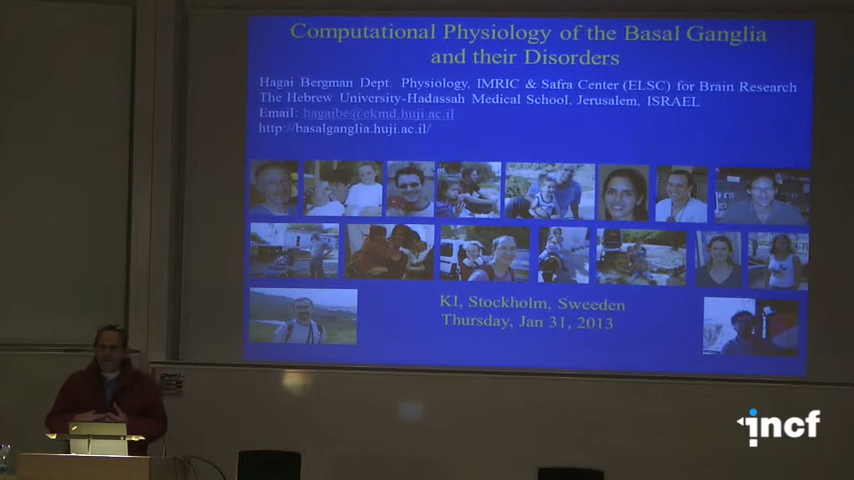 Computational Physiology of the Basal Ganglia
and their Disorders
Hagai Bergman Dept. Physiology, IMRIC & Safra Center (ELSC) for Brain Research
The Hebrew University-Hadassah Medical School, Jerusalem, ISRAEL
Email: hagaibe@ekmd.huji.ac.il
http://basalganglia.huji.ac.il/
KI, Stockholm, Sweeden
Thursday, Jan 31, 2013
incf